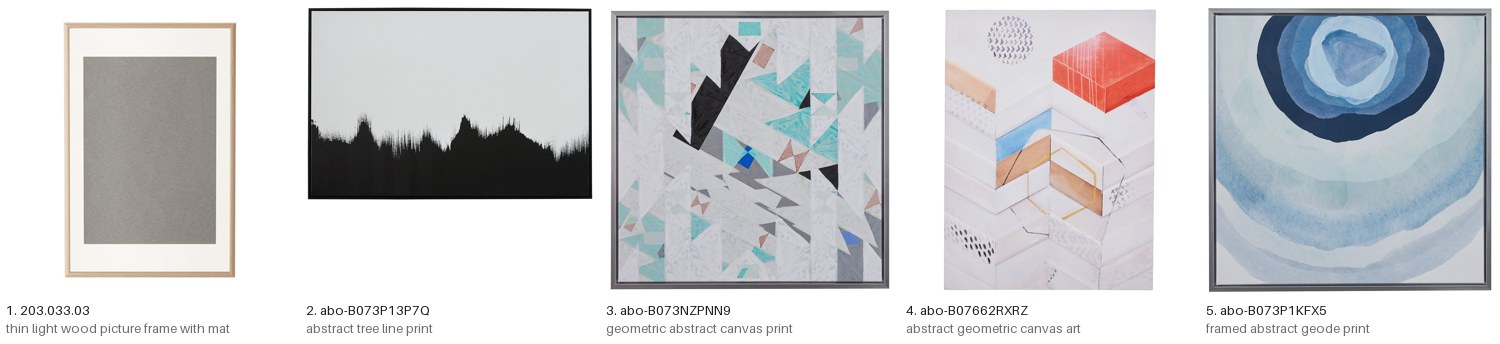 1. 203.033.03
thin light wood picture frame with mat
2. abo-B073P13P7Q
abstract tree line print
3. abo-B073NZPNN9
geometric abstract canvas print
4. abo-B07662RXRZ
abstract geometric canvas art
5. abo-B073P1KFX5
framed abstract geode print